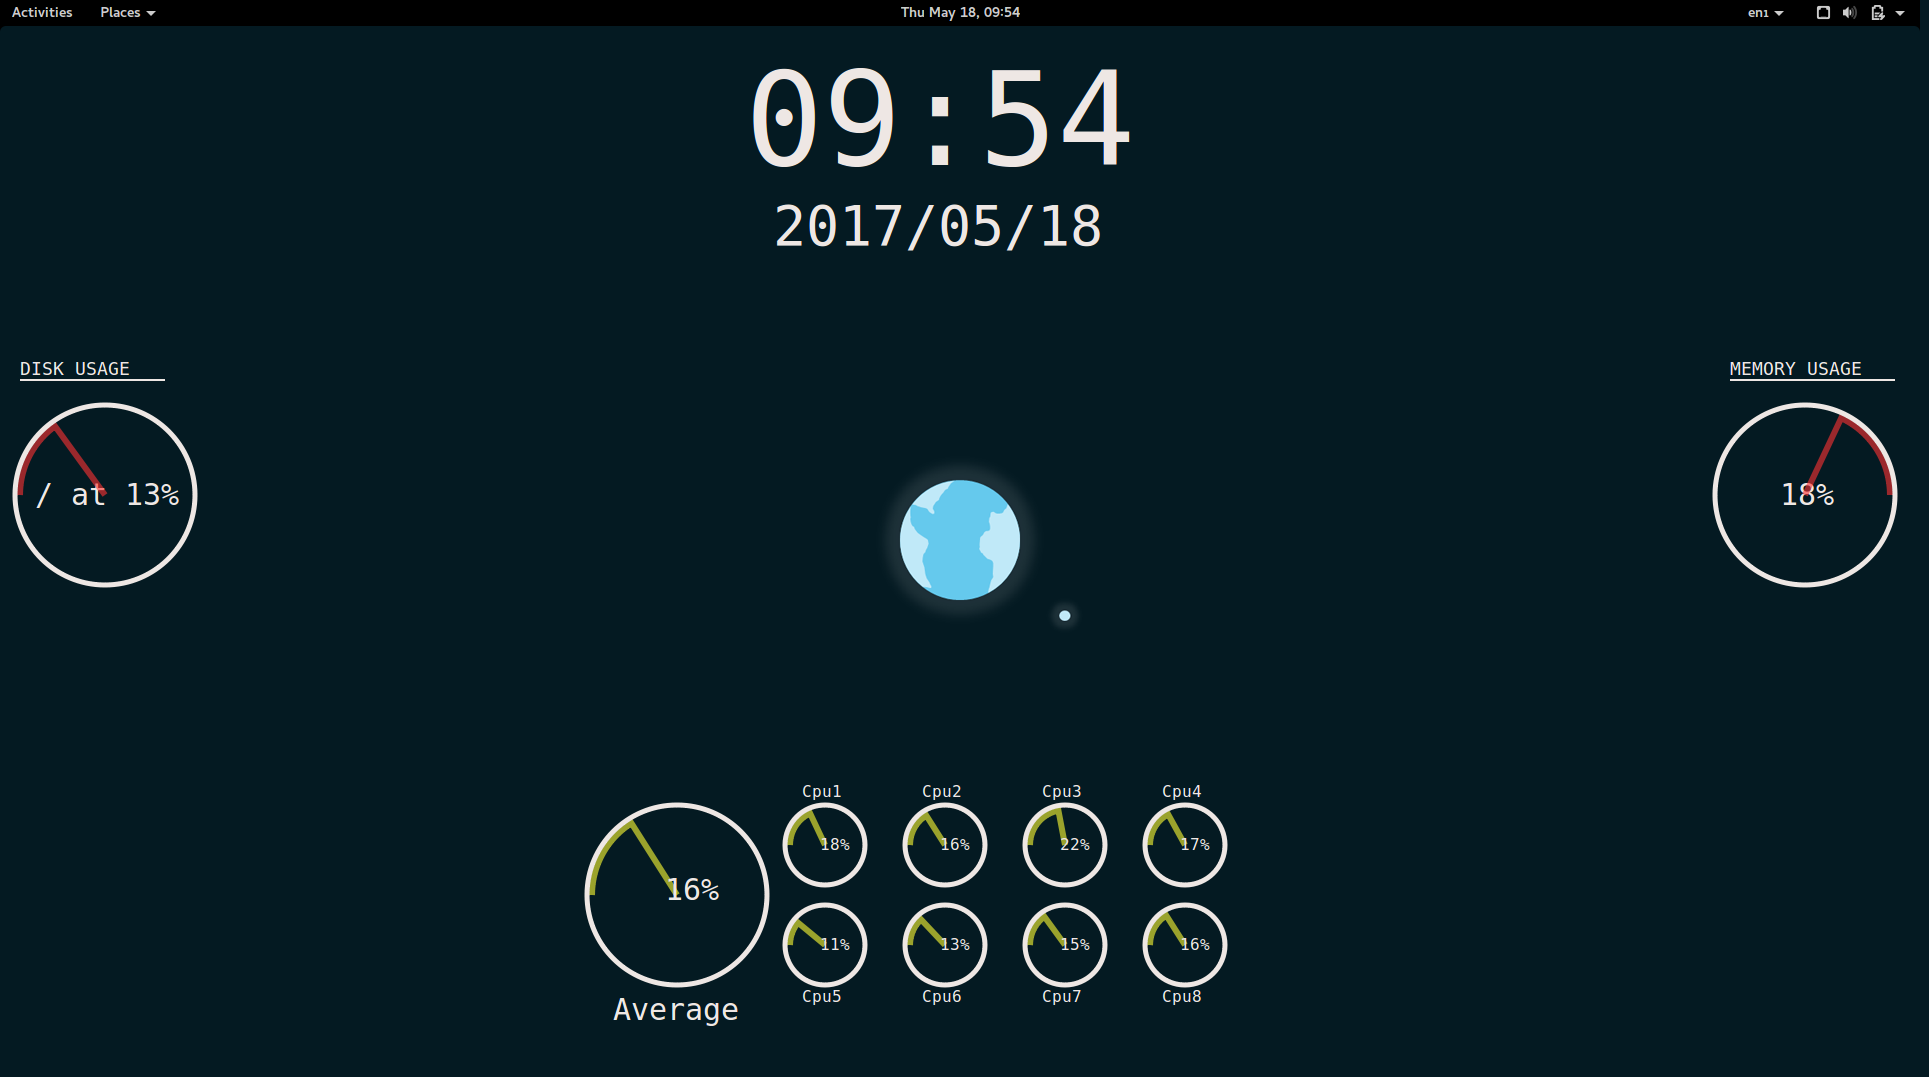 Activities Places Thu May 18, 09:54 en1
09:54
2017/05/18
DISK USAGE
/ at 13%
MEMORY USAGE
18%
Cpu1 Cpu2 Cpu3 Cpu4
18% 16% 22% 17%
16%
11% 13% 15% 16%
Cpu5 Cpu6 Cpu7 Cpu8
Average